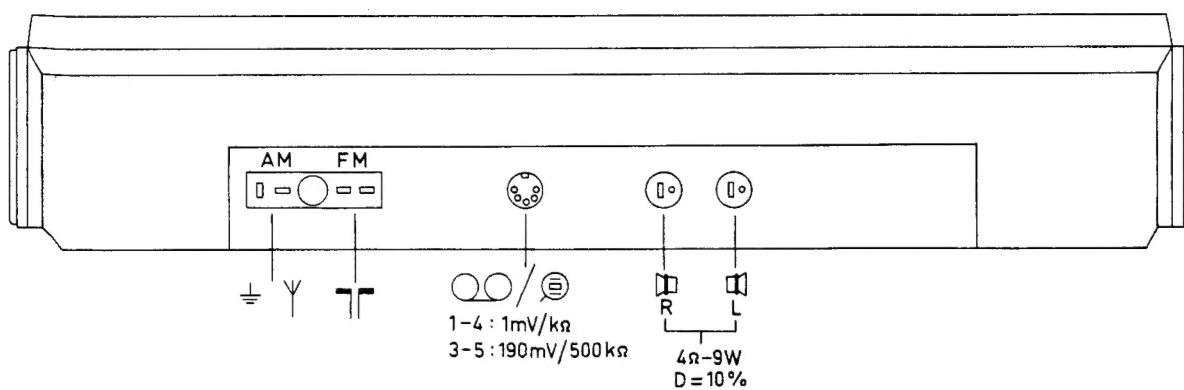 AM FM
1-4 : 1mV/kΩ
3-5 : 190mV/500kΩ
R L
4Ω-9W
D=10%